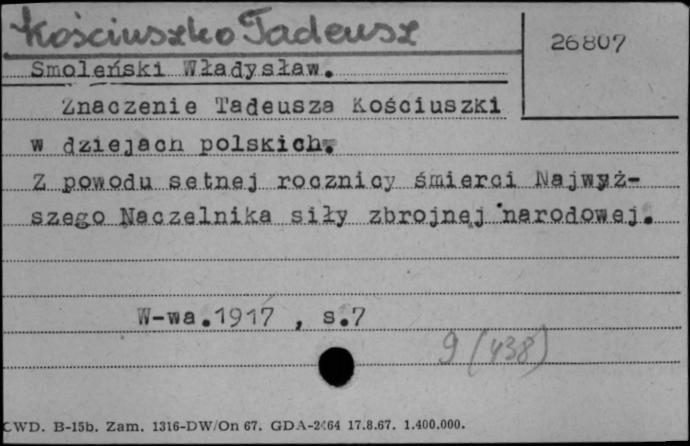 Kościuszko Tadeusz
26807
Smoleński Władysław.
Znaczenie Tadeusza Kościuszki
w dziejach polskich.
Z powodu setnej rocznicy śmierci Najwyż-
szego Naczelnika siły zbrojnej narodowej.
W-wa.1917 , s.7
9 (438)
CWD. B-15b. Zam. 1316-DW/On 67. GDA-2464 17.8.67. 1.400.000.